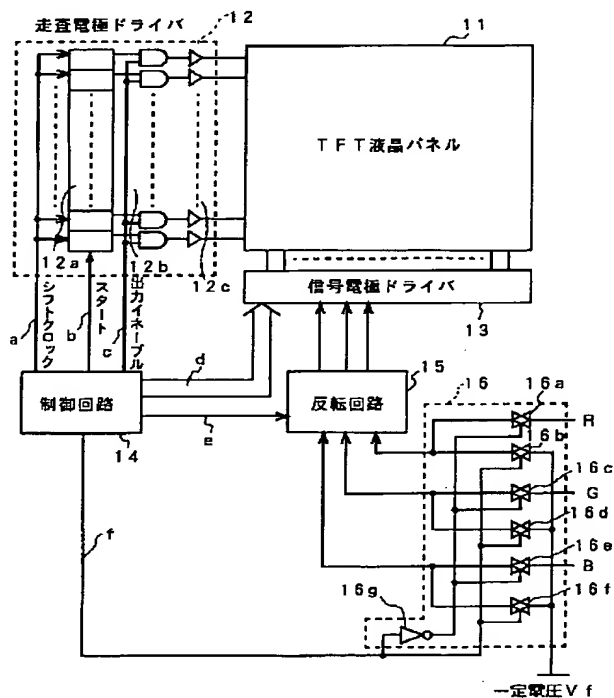 走査電極ドライバ
12
11
TFT液晶パネル
12a
12b
12c
信号電極ドライバ
13
a
シフトクロック
b
スタート
c
出力イネーブル
d
制御回路
14
e
反転回路
15
16
16a
R
6b
16c
G
16d
16e
B
16f
f
16g
一定電圧Vf